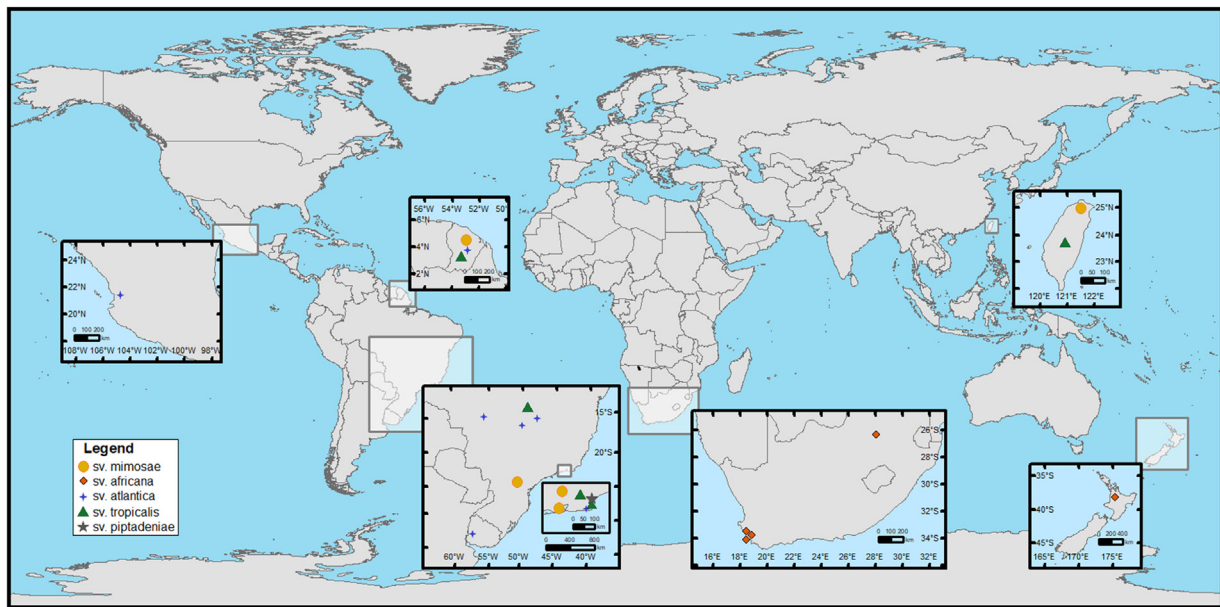 56°W 54°W 52°W 50°
6°N
4°N
2°N
0 100 200
km
24°N
22°N
20°N
0 100 200
km
108°W 106°W 104°W 102°W 100°W 98°W
25°N
24°N
23°N
0 50 100
km
120°E 121°E 122°E
15°S
20°S
0 50 100
km
0 400 800
km
60°W 55°W 50°W 45°W 40°W
26°S
28°S
30°S
32°S
34°S
0 100 200
km
16°E 18°E 20°E 22°E 24°E 26°E 28°E 30°E 32°E
35°S
40°S
45°S
0 200 400
km
165°E 170°E 175°E
Legend
sv. mimosae
sv. africana
sv. atlantica
sv. tropicalis
sv. piptadeniae